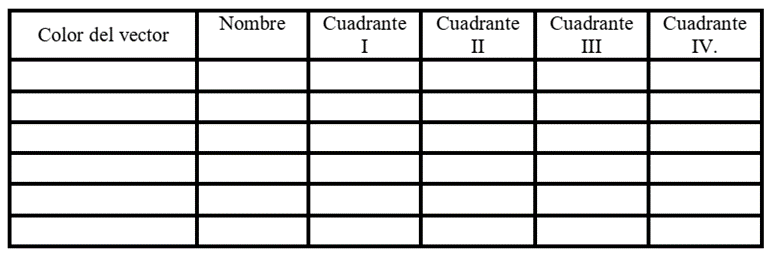 Color del vector
Nombre
Cuadrante
I
Cuadrante
II
Cuadrante
III
Cuadrante
IV.